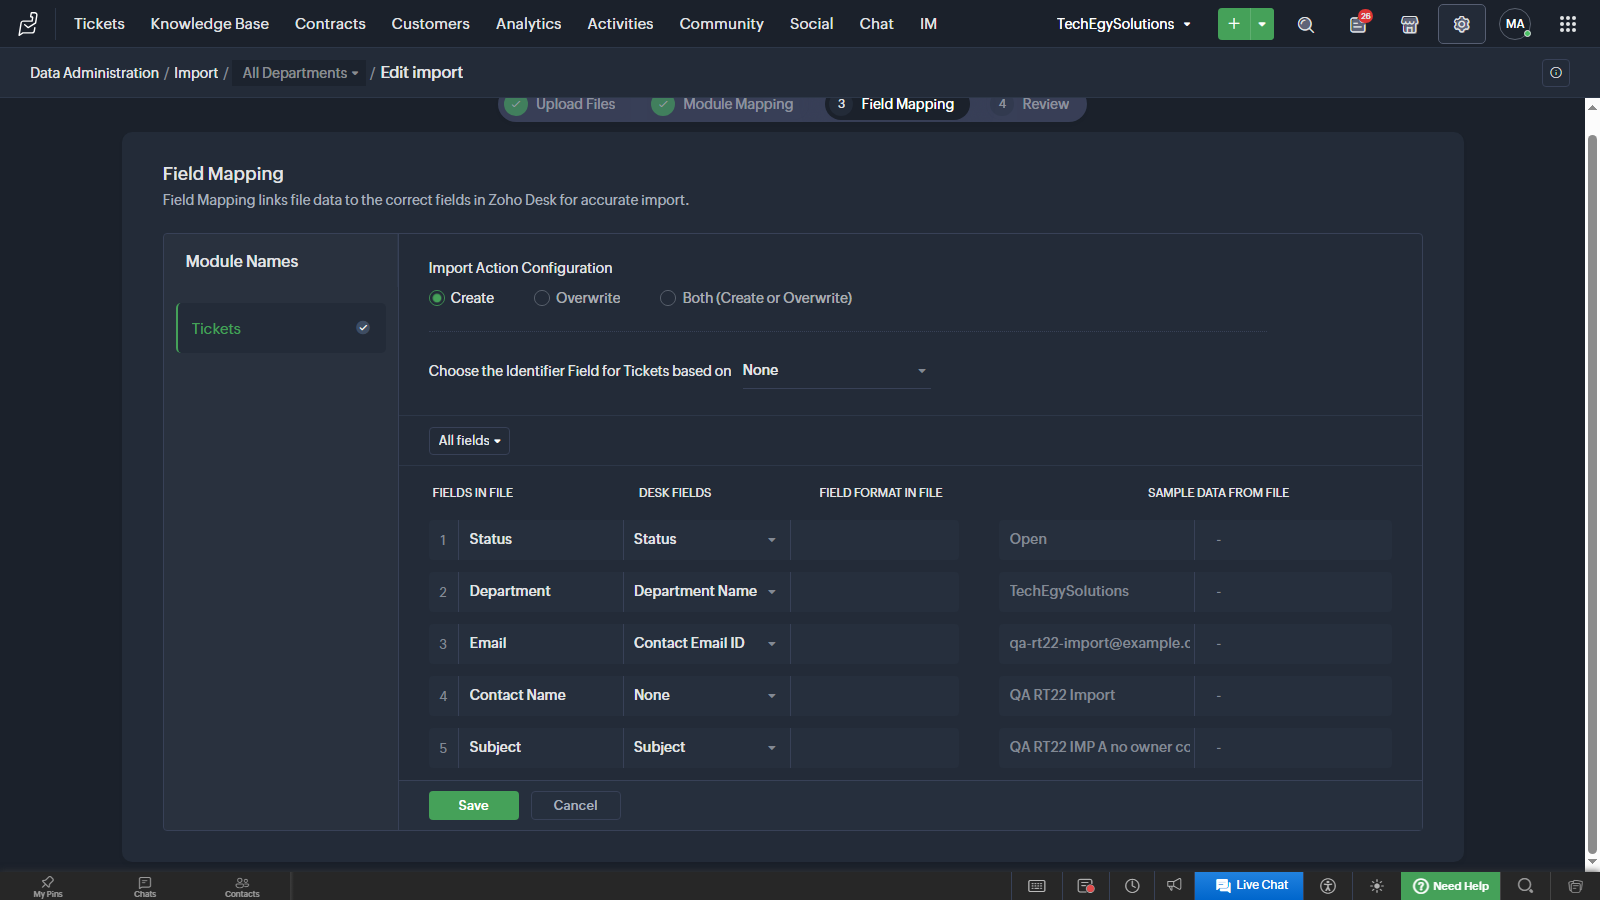 Tickets Knowledge Base Contracts Customers Analytics Activities Community Social Chat IM TechEgySolutions 26 MA
Data Administration / Import / All Departments / Edit import
Upload Files Module Mapping 3 Field Mapping 4 Review
Field Mapping
Field Mapping links file data to the correct fields in Zoho Desk for accurate import.
Module Names
Tickets
Import Action Configuration
Create Overwrite Both (Create or Overwrite)
Choose the Identifier Field for Tickets based on None
All fields
FIELDS IN FILE DESK FIELDS FIELD FORMAT IN FILE SAMPLE DATA FROM FILE
1 Status Status Open -
2 Department Department Name TechEgySolutions -
3 Email Contact Email ID qa-rt22-import@example.c -
4 Contact Name None QA RT22 Import -
5 Subject Subject QA RT22 IMP A no owner cc -
Save Cancel
My Pins Chats Contacts Live Chat Need Help